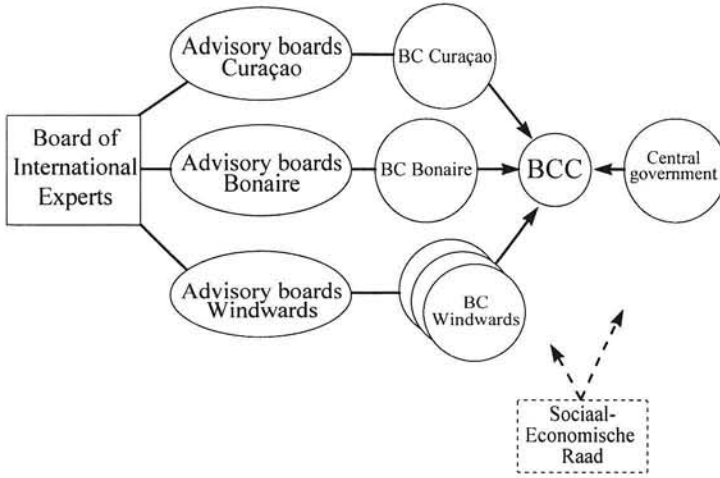 Advisory boards
Curaçao
BC Curaçao
Board of
International
Experts
Advisory boards
Bonaire
BC Bonaire
BCC
Central
government
Advisory boards
Windwards
BC
Windwards
Sociaal-
Economische
Raad